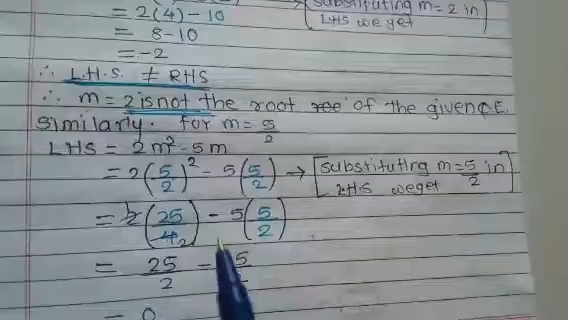 = 2(4) - 10
[substituting m = 2 in
LHS we get
= 8 - 10
= -2
∴ L.H.S. ≠ RHS
∴ m = 2 is not the root of the given Q.E.
Similarly. for m = 5/2
LHS = 2m² - 5m
= 2(5/2)² - 5(5/2) → [substituting m = 5/2 in
LHS we get
= 2(25/4 2) - 5(5/2)
= 25/2 -
= 0